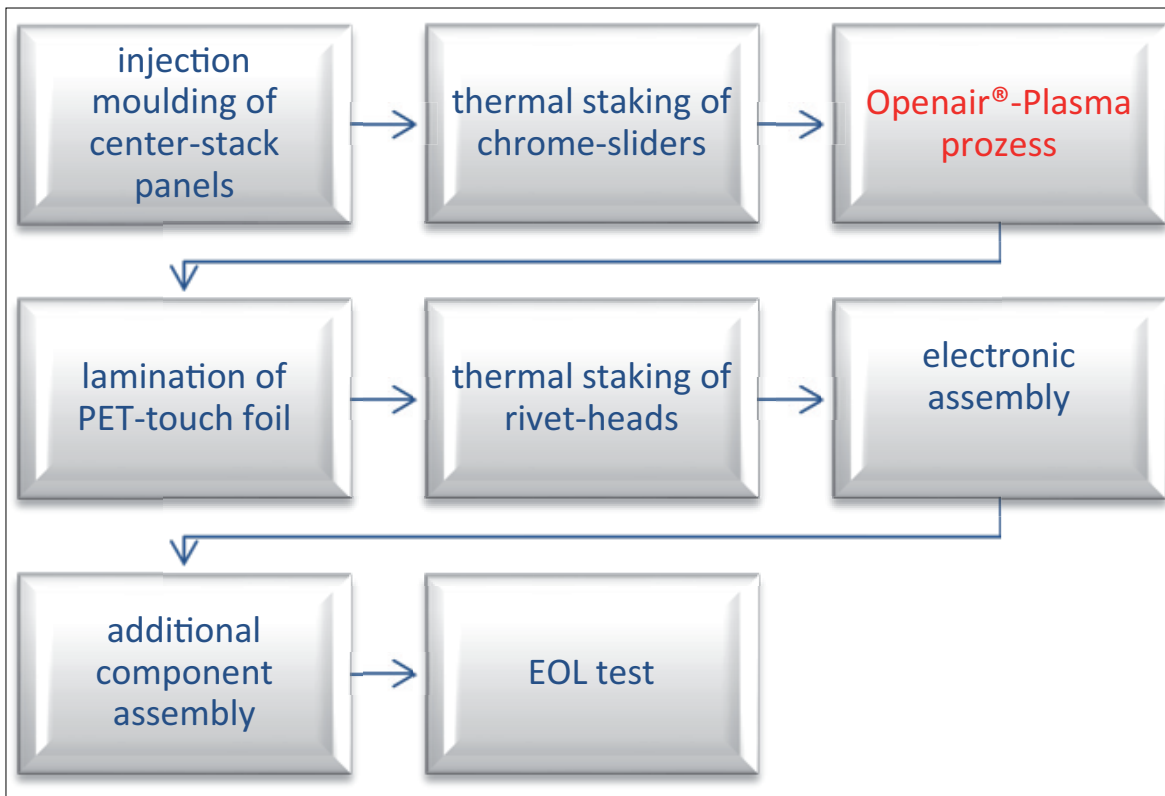 injection
moulding of
center-stack
panels
thermal staking of
chrome-sliders
Openair®-Plasma
prozess
lamination of
PET-touch foil
thermal staking of
rivet-heads
electronic
assembly
additional
component
assembly
EOL test